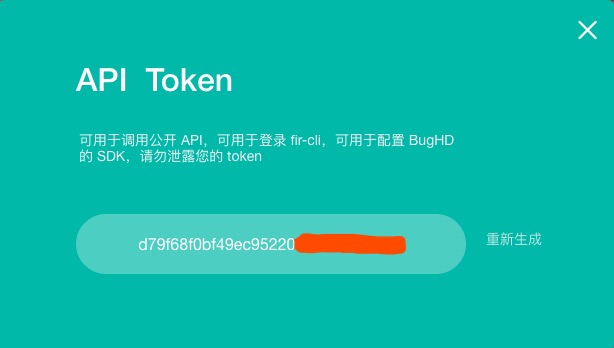 API Token
可用于调用公开 API，可用于登录 fir-cli，可用于配置 BugHD
的 SDK，请勿泄露您的 token
d79f68f0bf49ec95220
重新生成